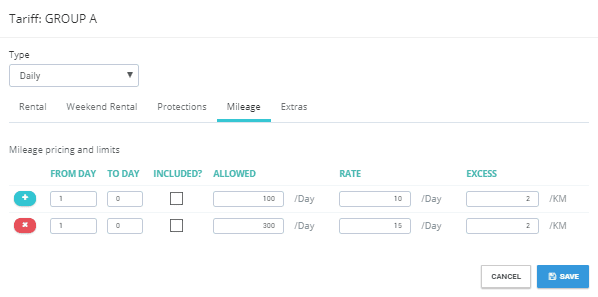 Tariff: GROUP A
Type
Daily
Rental Weekend Rental Protections Mileage Extras
Mileage pricing and limits
FROM DAY TO DAY INCLUDED? ALLOWED RATE EXCESS
1 0 100 /Day 10 /Day 2 /KM
1 0 300 /Day 15 /Day 2 /KM
CANCEL SAVE